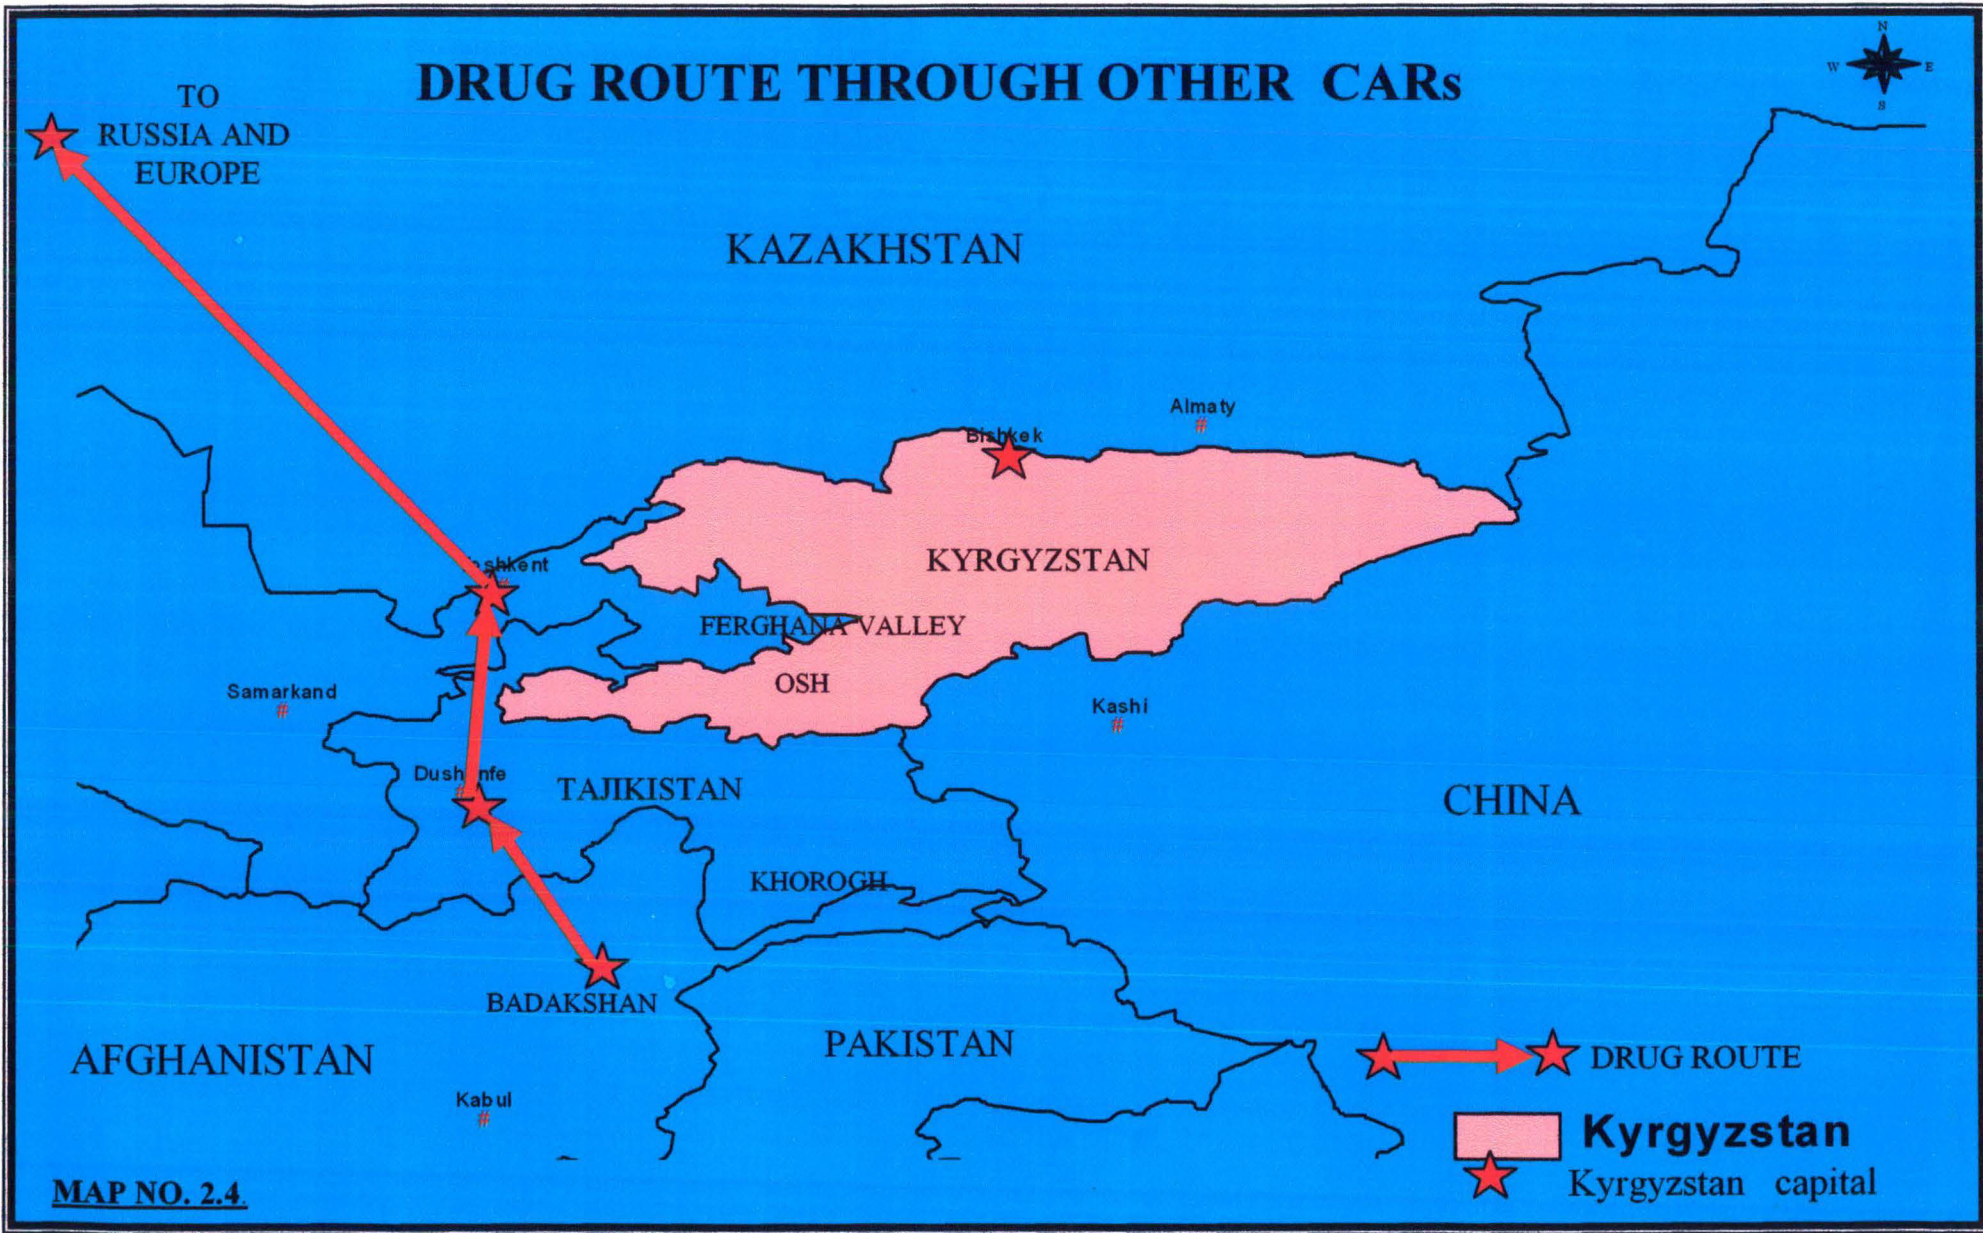 DRUG ROUTE THROUGH OTHER CARs
N
W
E
S
TO
RUSSIA AND
EUROPE
KAZAKHSTAN
Almaty
#
Bishkek
KYRGYZSTAN
FERGHANA VALLEY
OSH
Samarkand
#
Kashi
#
TAJIKISTAN
CHINA
KHOROGH
BADAKSHAN
AFGHANISTAN
PAKISTAN
Kabul
#
DRUG ROUTE
Kyrgyzstan
Kyrgyzstan capital
MAP NO. 2.4.